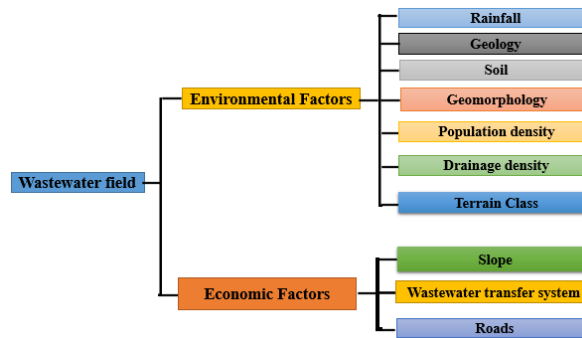 Rainfall
Geology
Soil
Environmental Factors
Geomorphology
Population density
Drainage density
Wastewater field
Terrain Class
Slope
Economic Factors
Wastewater transfer system
Roads